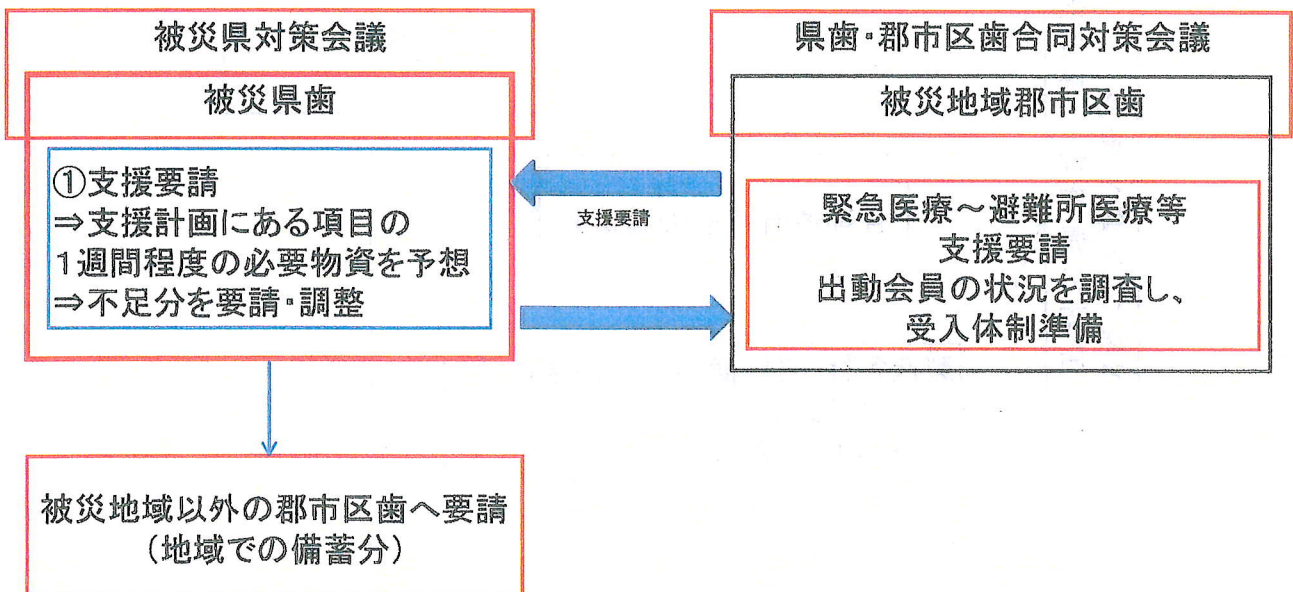 被災県対策会議
被災県歯
①支援要請
⇒支援計画にある項目の
1週間程度の必要物資を予想
⇒不足分を要請・調整
支援要請
県歯・郡市区歯合同対策会議
被災地域郡市区歯
緊急医療～避難所医療等
支援要請
出動会員の状況を調査し、
受入体制準備
被災地域以外の郡市区歯へ要請
（地域での備蓄分）